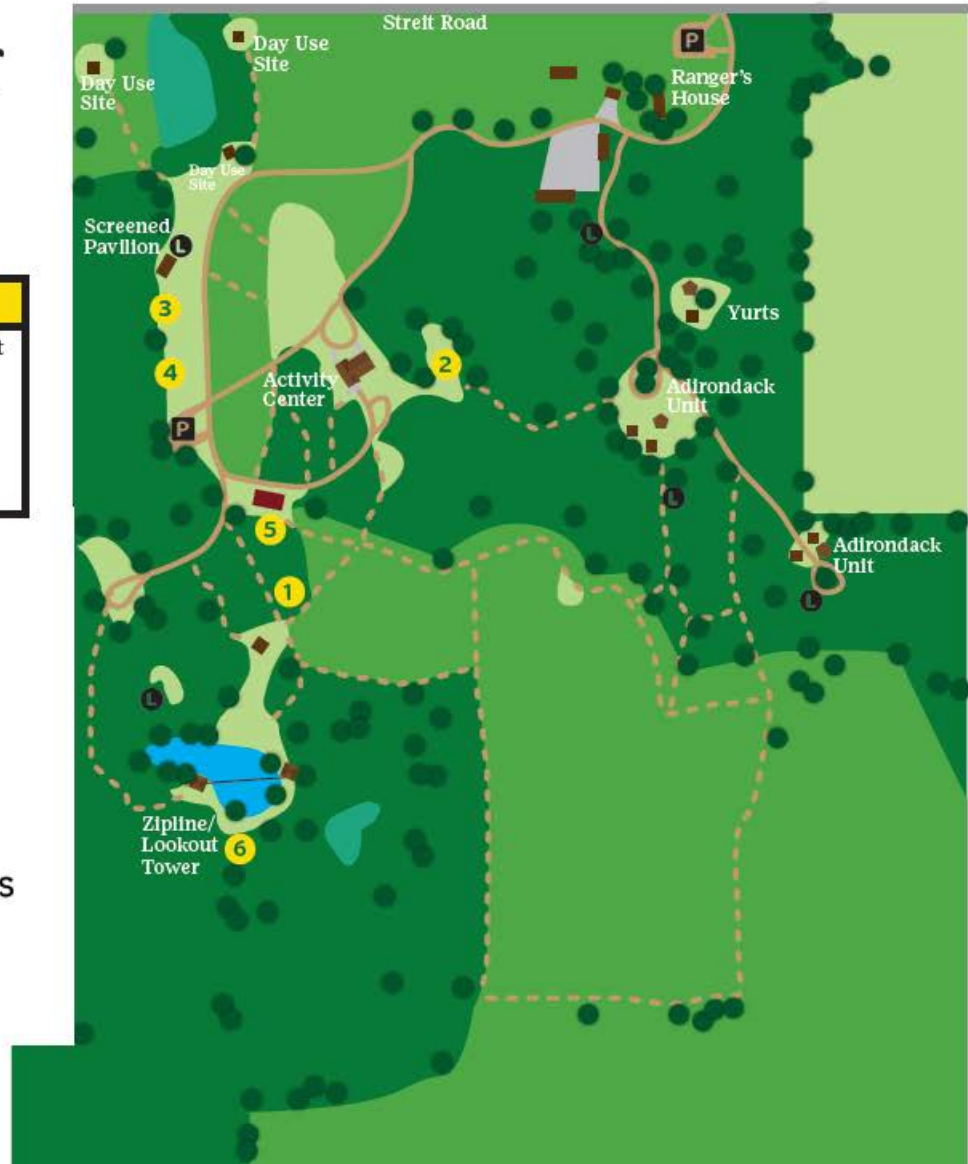 r
Streit Road
Day Use
Site
P
Day Use
Site
Ranger's
House
Day Use
Site
Screened
Pavilion
L
L
3
Yurts
t
2
4
Activity
Center
Adirondack
Unit
P
L
5
Adirondack
Unit
1
L
L
Zipline/
Lookout
Tower
6
s